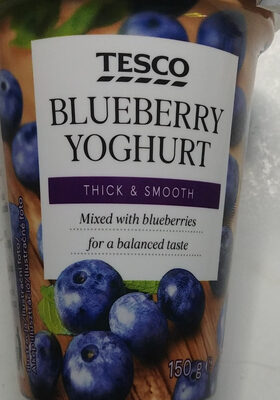 TESCO
BLUEBERRY
YOGHURT
THICK & SMOOTH
Mixed with blueberries
for a balanced taste
150 g